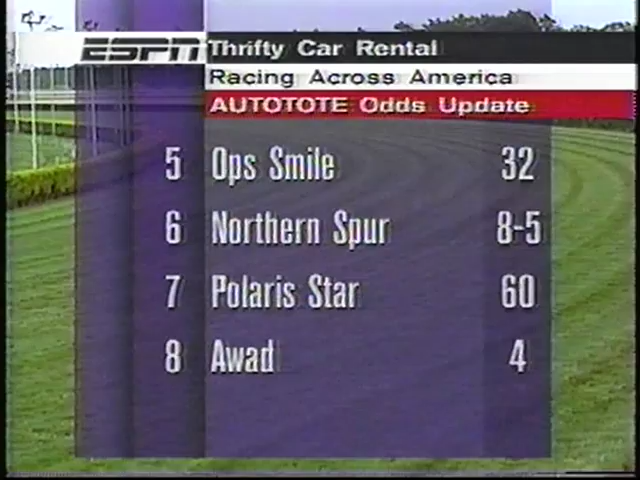 ESPN Thrifty Car Rental
Racing Across America
AUTOTOTE Odds Update
5 Ops Smile 32
6 Northern Spur 8-5
7 Polaris Star 60
8 Awad 4